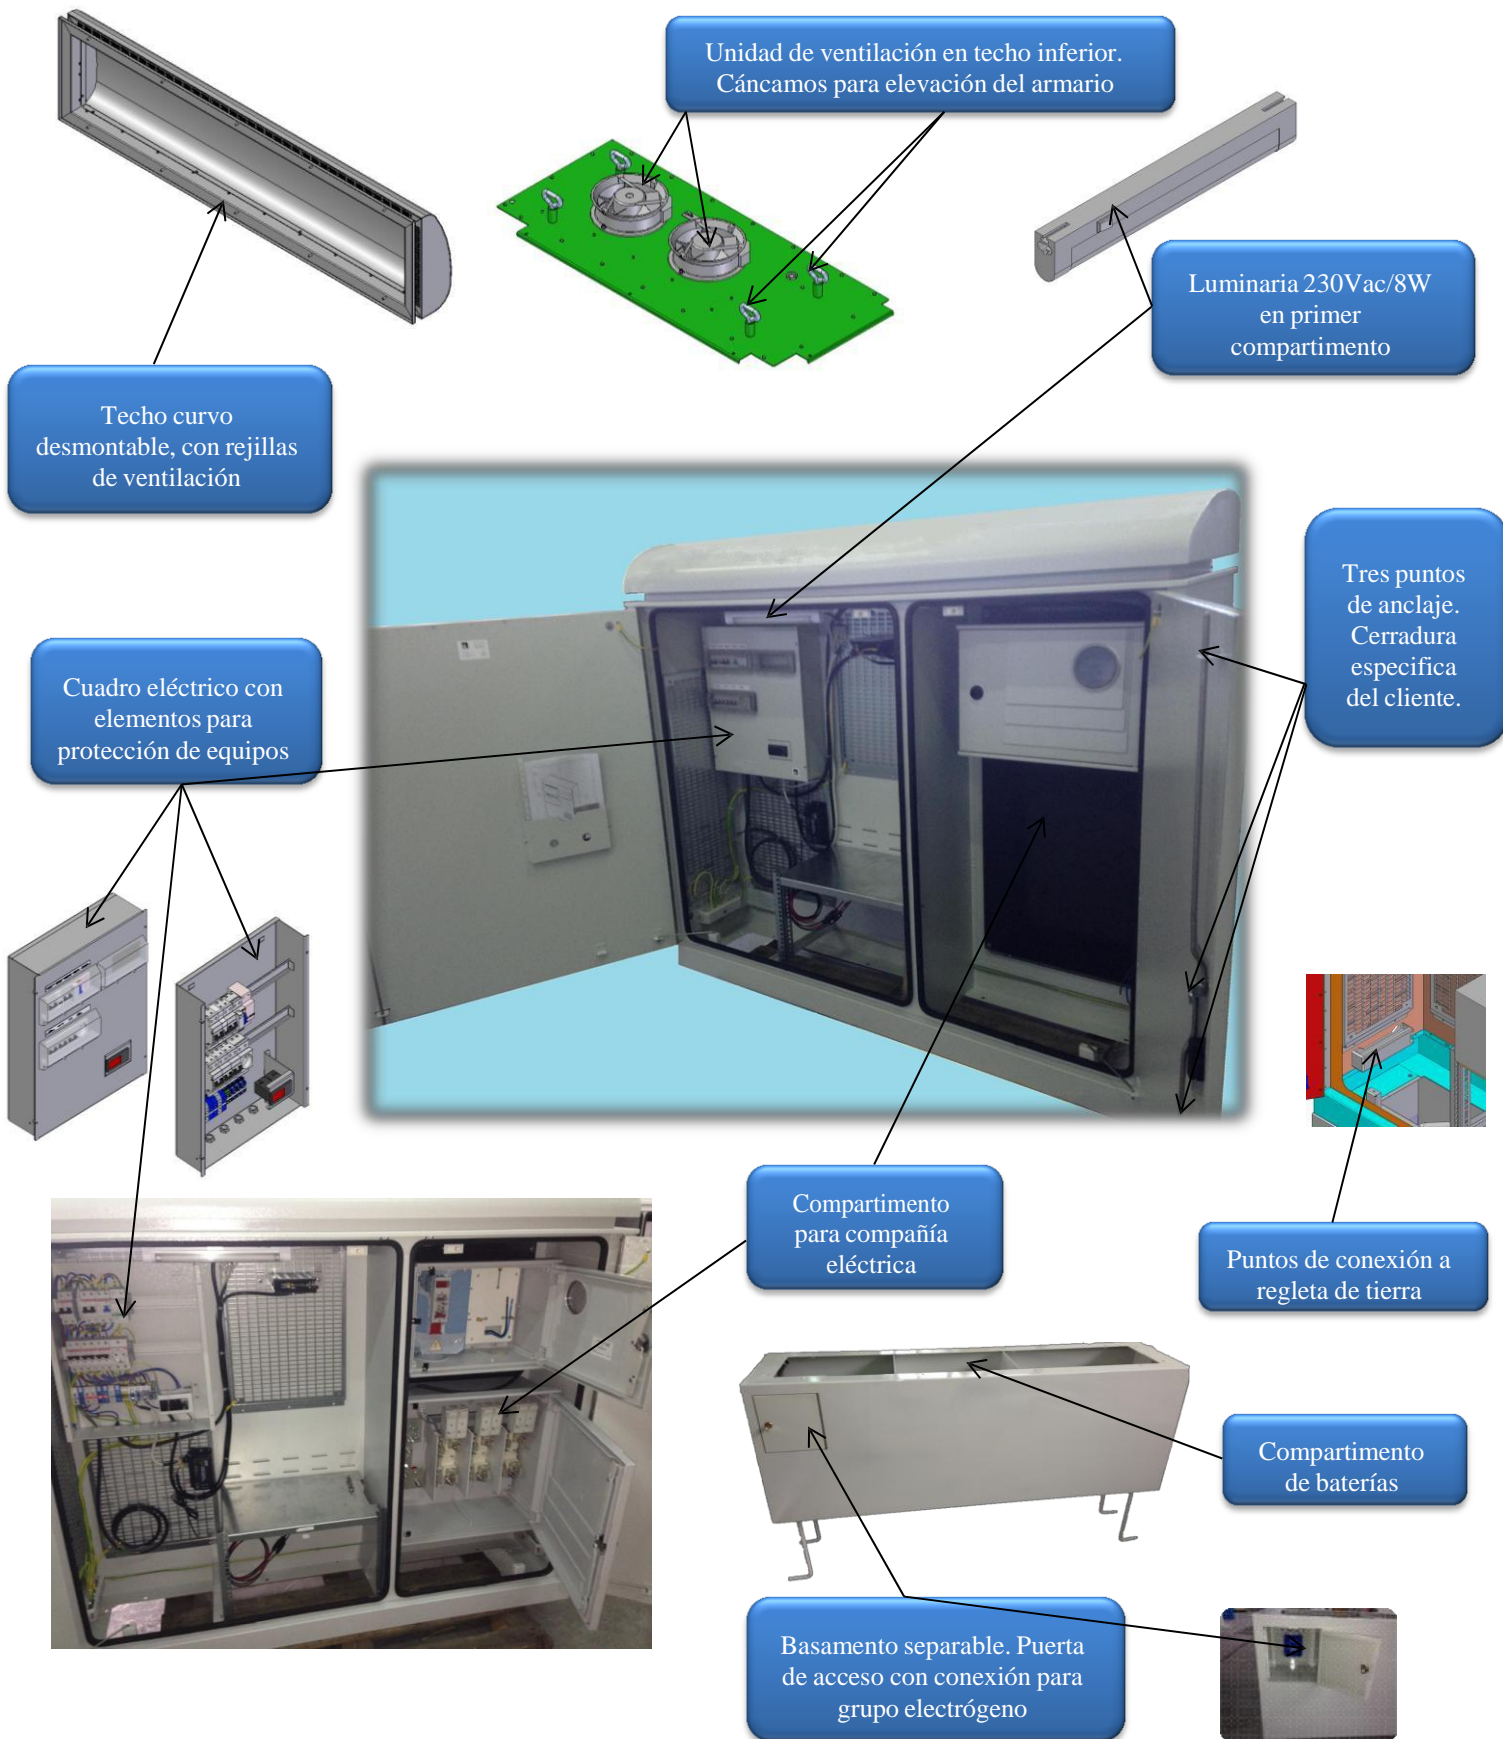 Unidad de ventilación en techo inferior.
Cáncamos para elevación del armario
Luminaria 230Vac/8W
en primer
compartimento
Techo curvo
desmontable, con rejillas
de ventilación
Tres puntos
de anclaje.
Cerradura
especifica
del cliente.
Cuadro eléctrico con
elementos para
protección de equipos
Compartimento
para compañía
eléctrica
Puntos de conexión a
regleta de tierra
Compartimento
de baterías
Basamento separable. Puerta
de acceso con conexión para
grupo electrógeno